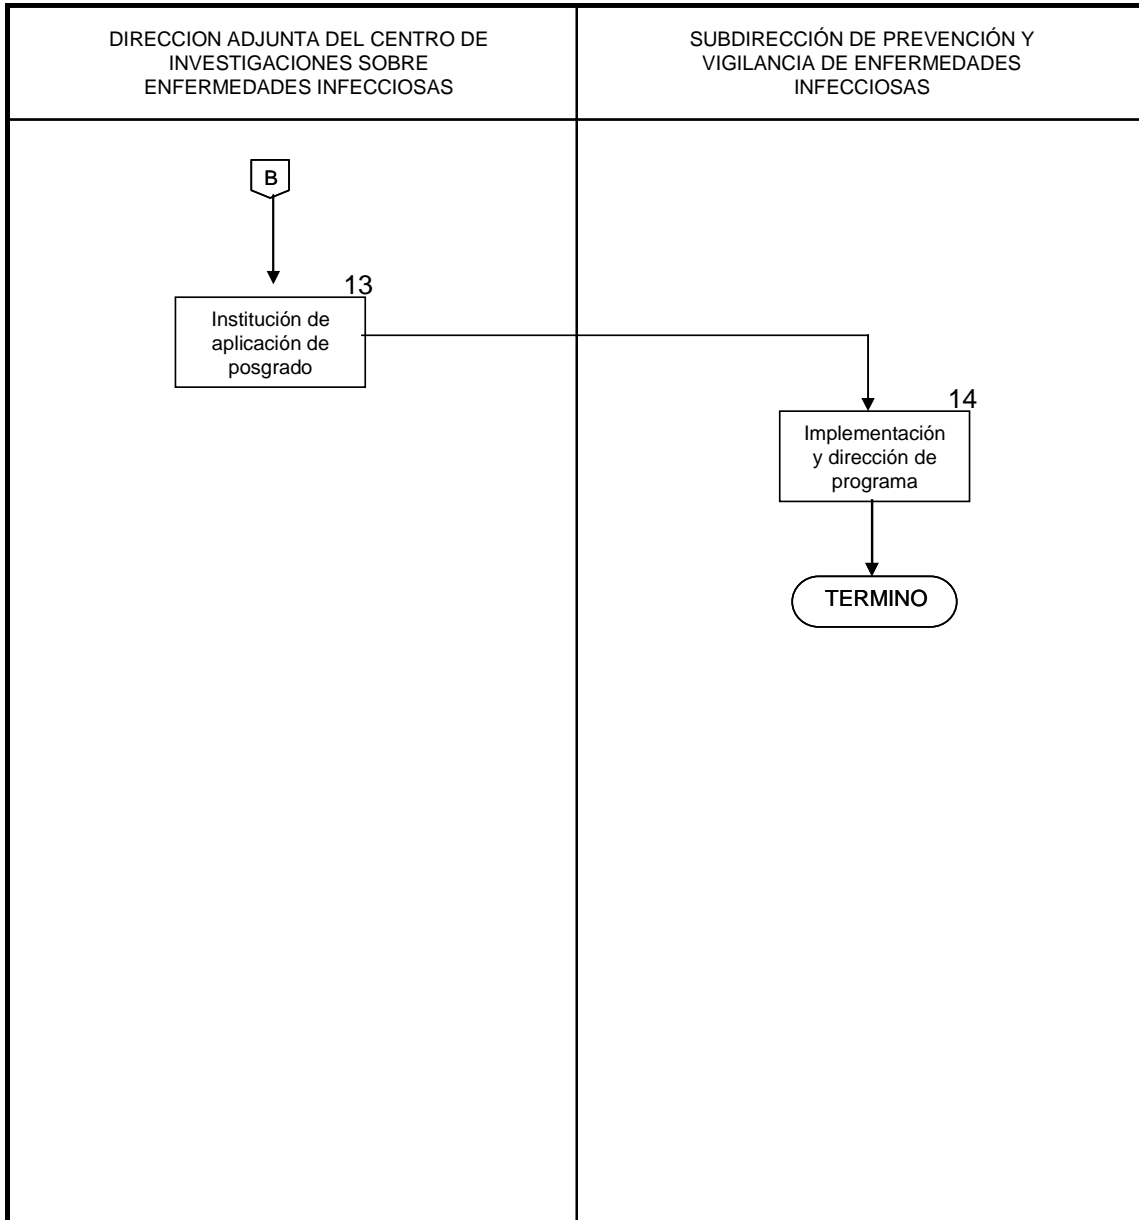 DIRECCION ADJUNTA DEL CENTRO DE
INVESTIGACIONES SOBRE
ENFERMEDADES INFECCIOSAS
SUBDIRECCIÓN DE PREVENCIÓN Y
VIGILANCIA DE ENFERMEDADES
INFECCIOSAS
B
13
Institución de
aplicación de
posgrado
14
Implementación
y dirección de
programa
TERMINO